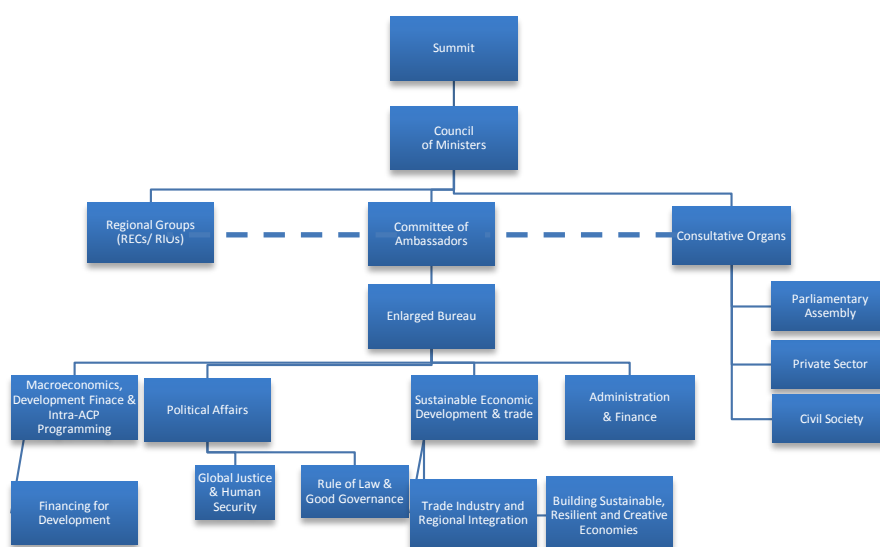 Summit
Council
of Ministers
Regional Groups
(RECs/ RIOs)
Committee of
Ambassadors
Consultative Organs
Enlarged Bureau
Parliamentary
Assembly
Private Sector
Civil Society
Macroeconomics,
Development Finace &
Intra-ACP
Programming
Political Affairs
Sustainable Economic
Development & trade
Administration
& Finance
Financing for
Development
Global Justice
& Human
Security
Rule of Law &
Good Governance
Trade Industry and
Regional Integration
Building Sustainable,
Resilient and Creative
Economies